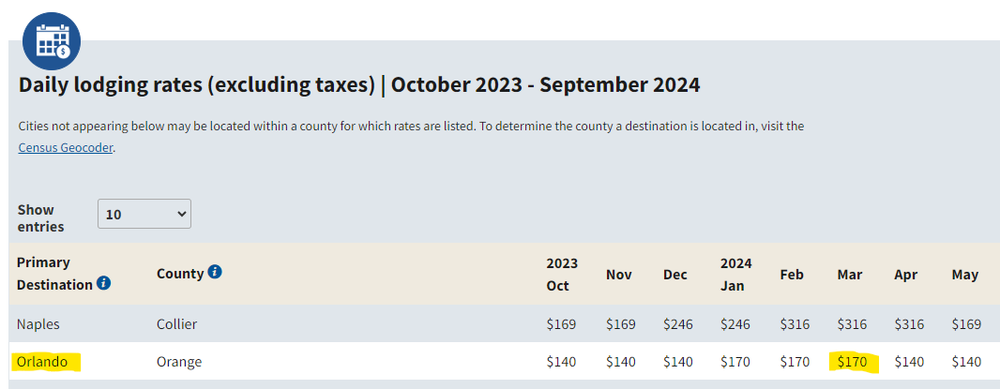 Daily lodging rates (excluding taxes) | October 2023 - September 2024
Cities not appearing below may be located within a county for which rates are listed. To determine the county a destination is located in, visit the
Census Geocoder.
Show
entries
10
Primary
Destination
County
2023
Oct
Nov
Dec
2024
Jan
Feb
Mar
Apr
May
Naples Collier $169 $169 $246 $246 $316 $316 $316 $169
Orlando Orange $140 $140 $140 $170 $170 $170 $140 $140